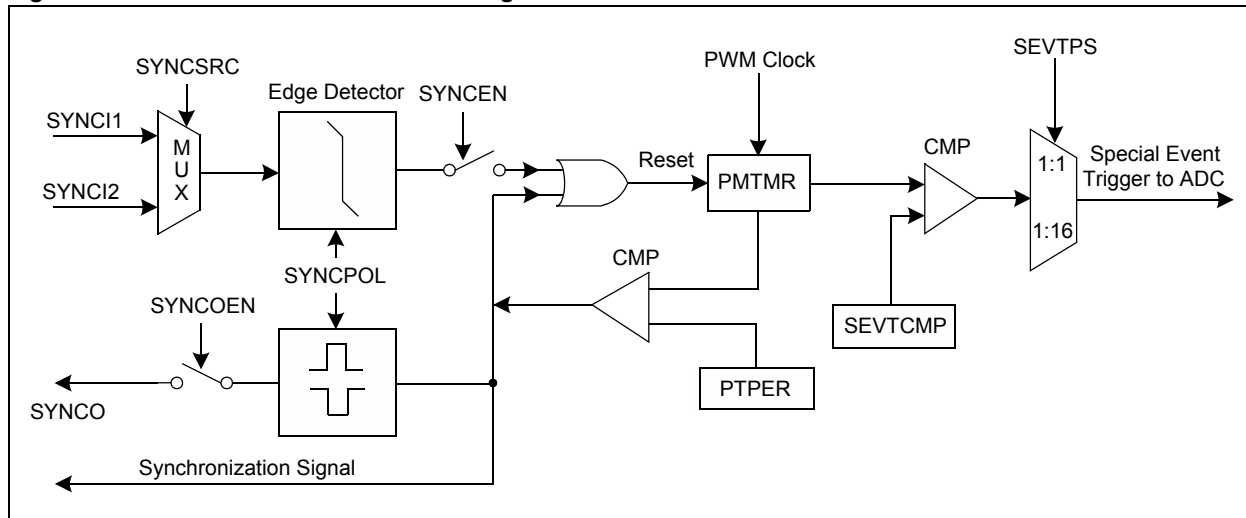 SYNCSRC
SYNCI1
SYNCI2
MUX
Edge Detector
SYNCEN
SYNCPOL
SYNCOEN
SYNCO
Synchronization Signal
Reset
PWM Clock
PMTMR
CMP
PTPER
CMP
SEVTCMP
SEVTPS
1:1
1:16
Special Event
Trigger to ADC